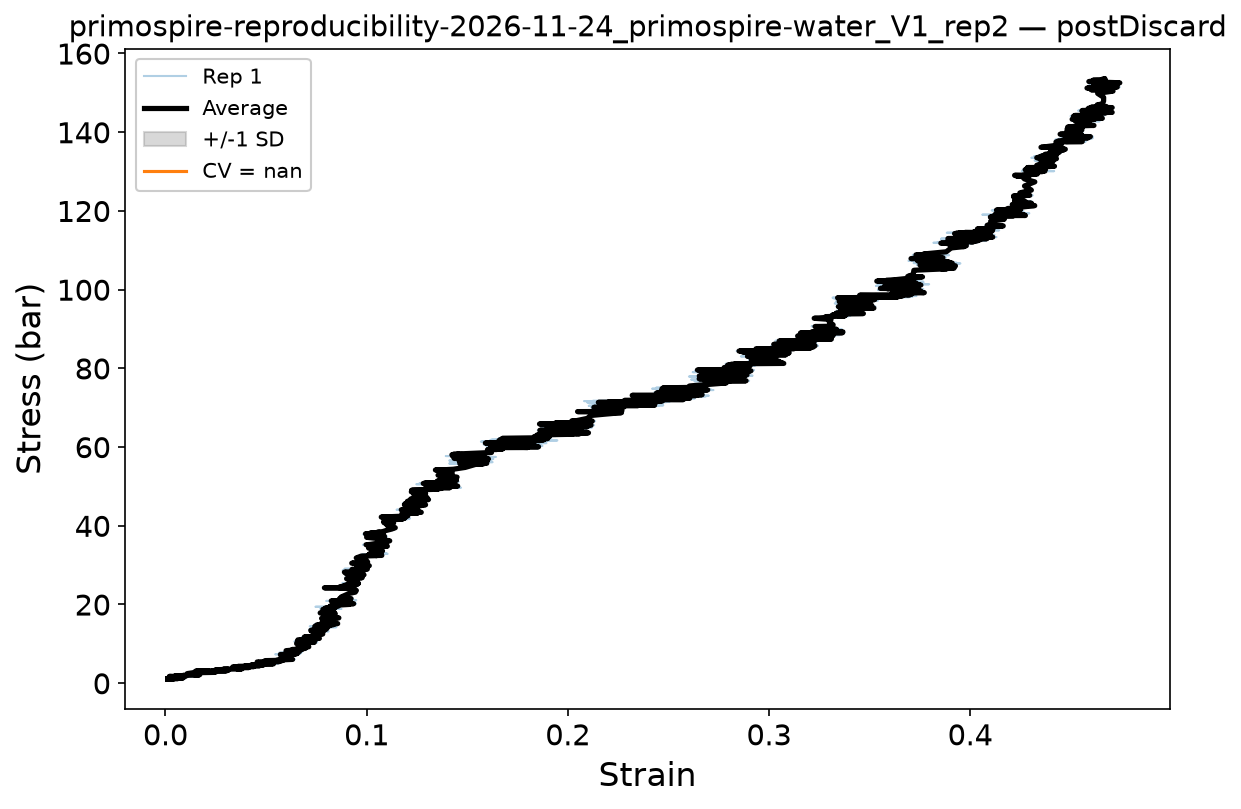 primospire-reproducibility-2026-11-24_primospire-water_V1_rep2 — postDiscard
Rep 1
Average
+/-1 SD
CV = nan
Stress (bar)
160
140
120
100
80
60
40
20
0
0.0 0.1 0.2 0.3 0.4
Strain